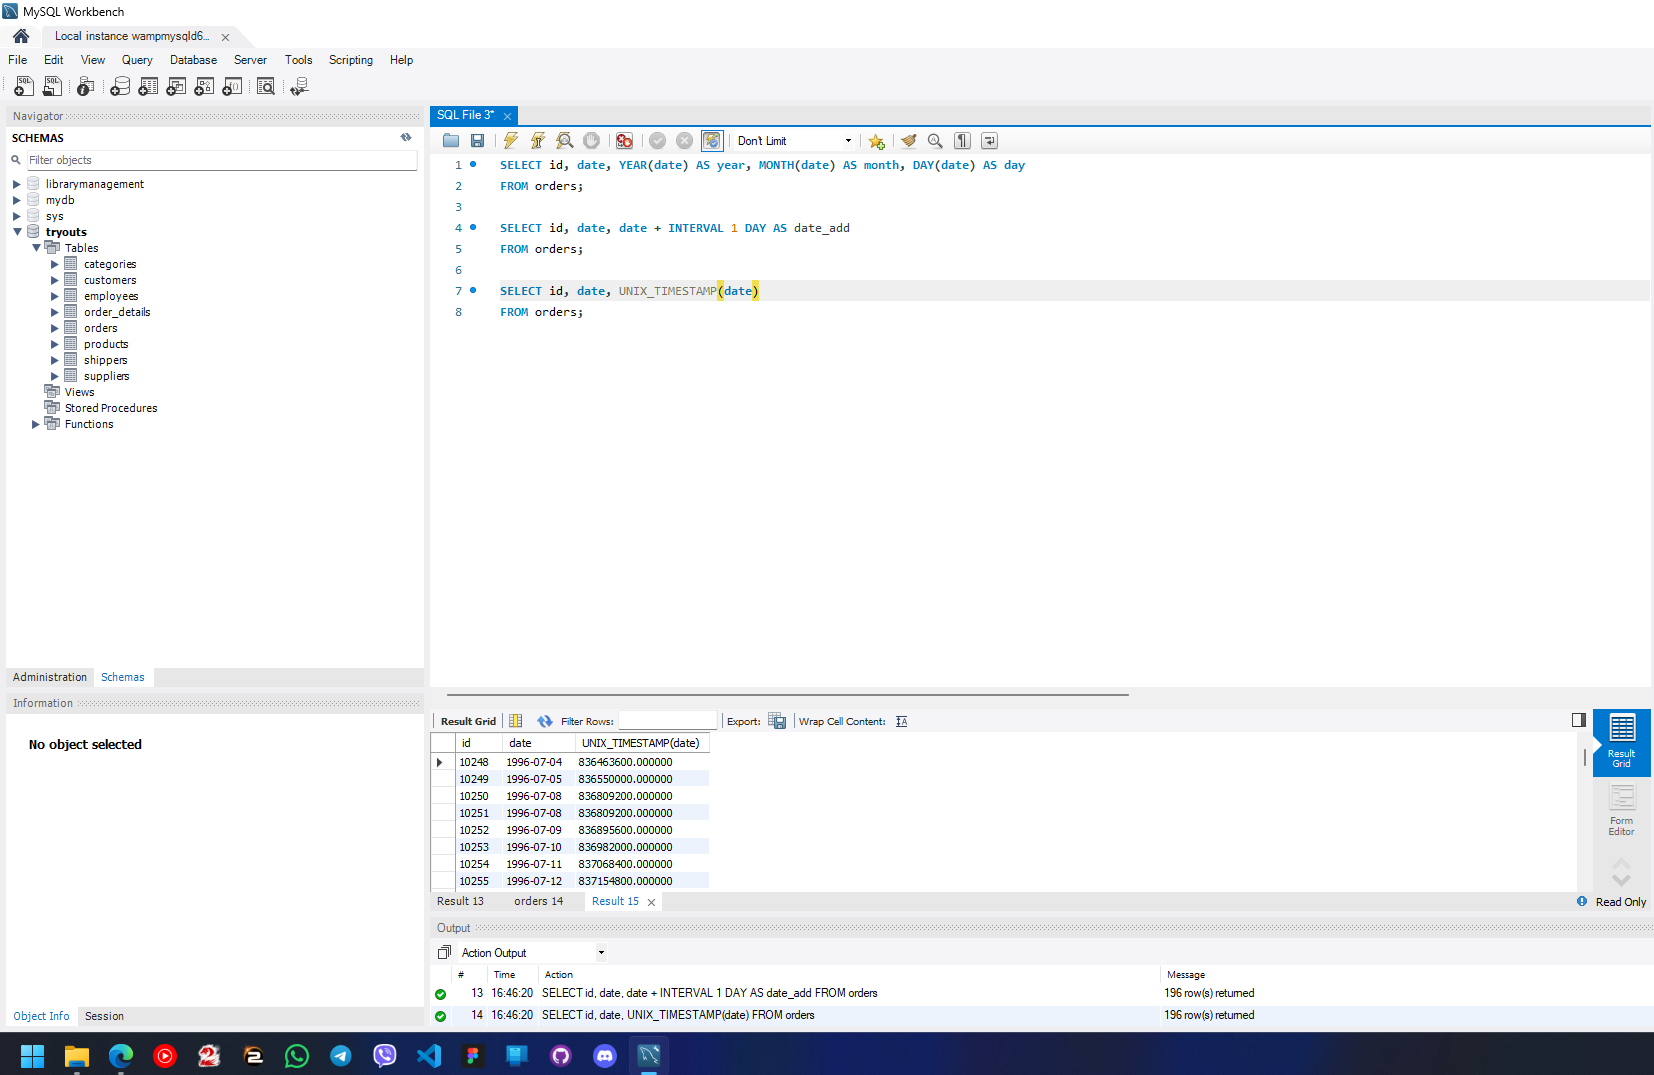 MySQL Workbench
Local instance wampmysqld6...
File Edit View Query Database Server Tools Scripting Help
Navigator
SCHEMAS
Filter objects
librarymanagement
mydb
sys
tryouts
Tables
categories
customers
employees
order_details
orders
products
shippers
suppliers
Views
Stored Procedures
Functions
Administration Schemas
Information
No object selected
Object Info Session
SQL File 3*
Don't Limit
1 SELECT id, date, YEAR(date) AS year, MONTH(date) AS month, DAY(date) AS day
2 FROM orders;
3
4 SELECT id, date, date + INTERVAL 1 DAY AS date_add
5 FROM orders;
6
7 SELECT id, date, UNIX_TIMESTAMP(date)
8 FROM orders;
Result Grid Filter Rows: Export: Wrap Cell Content:
id date UNIX_TIMESTAMP(date)
10248 1996-07-04 836463600.000000
10249 1996-07-05 836550000.000000
10250 1996-07-08 836809200.000000
10251 1996-07-08 836809200.000000
10252 1996-07-09 836895600.000000
10253 1996-07-10 836982000.000000
10254 1996-07-11 837068400.000000
10255 1996-07-12 837154800.000000
Result
Grid
Form
Editor
Result 13 orders 14 Result 15
Read Only
Output
Action Output
# Time Action Message
13 16:46:20 SELECT id, date, date + INTERVAL 1 DAY AS date_add FROM orders 196 row(s) returned
14 16:46:20 SELECT id, date, UNIX_TIMESTAMP(date) FROM orders 196 row(s) returned